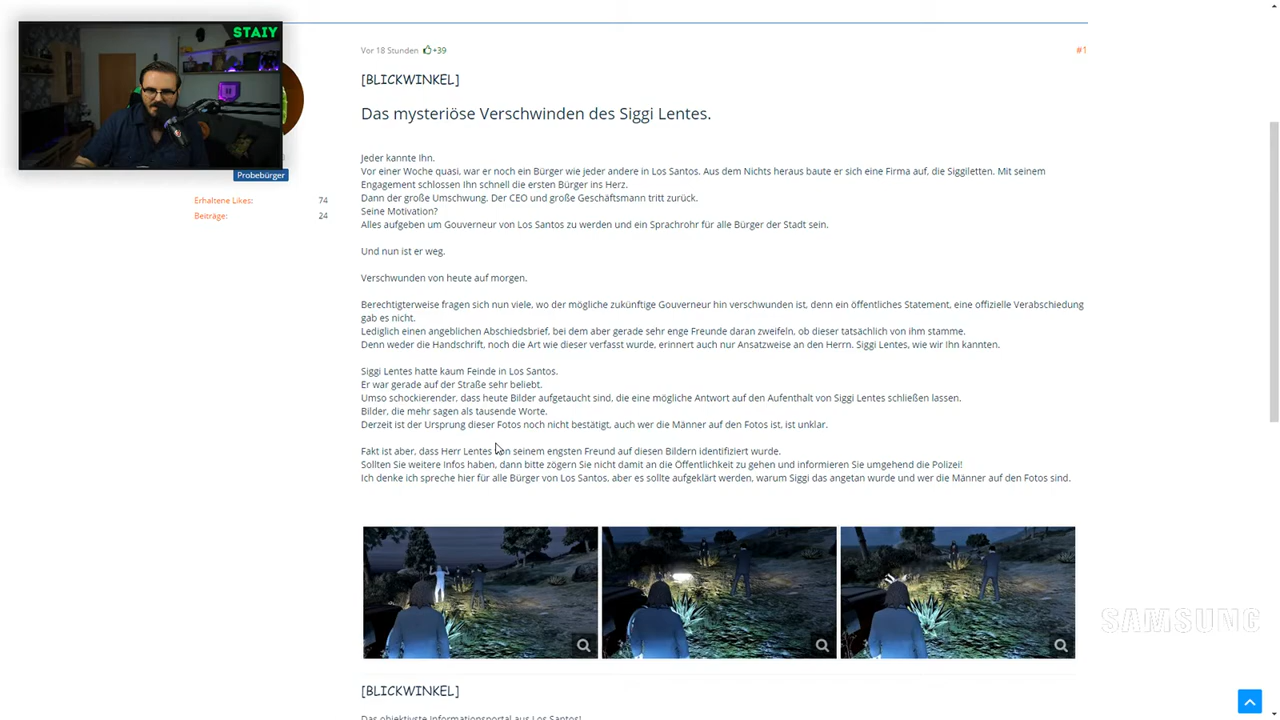 STAIY
Vor 18 Stunden +39
#1
[BLICKWINKEL]
Das mysteriöse Verschwinden des Siggi Lentes.
Jeder kannte Ihn.
Vor einer Woche quasi, war er noch ein Bürger wie jeder andere in Los Santos. Aus dem Nichts heraus baute er sich eine Firma auf, die Siggiletten. Mit seinem
Engagement schlossen Ihn schnell die ersten Bürger ins Herz.
Dann der große Umschwung. Der CEO und große Geschäftsmann tritt zurück.
Seine Motivation?
Alles aufgeben um Gouverneur von Los Santos zu werden und ein Sprachrohr für alle Bürger der Stadt sein.
Und nun ist er weg.
Verschwunden von heute auf morgen.
Berechtigterweise fragen sich nun viele, wo der mögliche zukünftige Gouverneur hin verschwunden ist, denn ein öffentliches Statement, eine offizielle Verabschiedung
gab es nicht.
Lediglich einen angeblichen Abschiedsbrief, bei dem aber gerade sehr enge Freunde daran zweifeln, ob dieser tatsächlich von ihm stamme.
Denn weder die Handschrift, noch die Art wie dieser verfasst wurde, erinnert auch nur Ansatzweise an den Herrn. Siggi Lentes, wie wir Ihn kannten.
Siggi Lentes hatte kaum Feinde in Los Santos.
Er war gerade auf der Straße sehr beliebt.
Umso schockierender, dass heute Bilder aufgetaucht sind, die eine mögliche Antwort auf den Aufenthalt von Siggi Lentes schließen lassen.
Bilder, die mehr sagen als tausende Worte.
Derzeit ist der Ursprung dieser Fotos noch nicht bestätigt, auch wer die Männer auf den Fotos ist, ist unklar.
Fakt ist aber, dass Herr Lentes von seinem engsten Freund auf diesen Bildern identifiziert wurde.
Sollten Sie weitere Infos haben, dann bitte zögern Sie nicht damit an die Öffentlichkeit zu gehen und informieren Sie umgehend die Polizei!
Ich denke ich spreche hier für alle Bürger von Los Santos, aber es sollte aufgeklärt werden, warum Siggi das angetan wurde und wer die Männer auf den Fotos sind.
Probebürger
Erhaltene Likes: 74
Beiträge: 24
SAMSUNG
[BLICKWINKEL]
Das objektivste Informationsportal aus Los Santos!